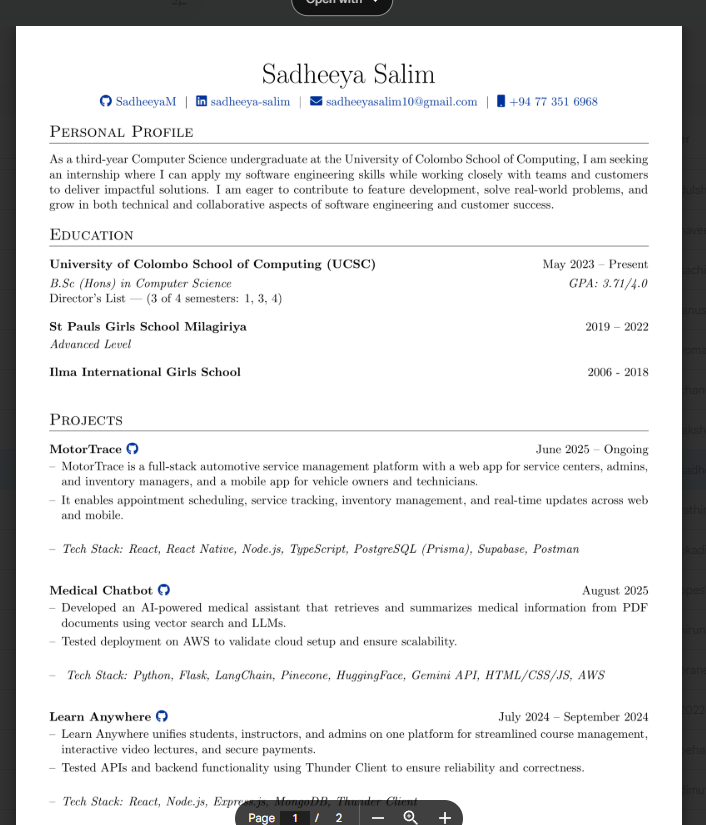 Open with
Sadheeya Salim
SadheeyaM | sadheeya-salim | sadheeyasalim10@gmail.com | +94 77 351 6968
Personal Profile
As a third-year Computer Science undergraduate at the University of Colombo School of Computing, I am seeking
an internship where I can apply my software engineering skills while working closely with teams and customers
to deliver impactful solutions. I am eager to contribute to feature development, solve real-world problems, and
grow in both technical and collaborative aspects of software engineering and customer success.
Education
University of Colombo School of Computing (UCSC) May 2023 – Present
B.Sc (Hons) in Computer Science GPA: 3.71/4.0
Director's List — (3 of 4 semesters: 1, 3, 4)
St Pauls Girls School Milagiriya 2019 – 2022
Advanced Level
Ilma International Girls School 2006 - 2018
Projects
MotorTrace June 2025 – Ongoing
– MotorTrace is a full-stack automotive service management platform with a web app for service centers, admins,
and inventory managers, and a mobile app for vehicle owners and technicians.
– It enables appointment scheduling, service tracking, inventory management, and real-time updates across web
and mobile.
– Tech Stack: React, React Native, Node.js, TypeScript, PostgreSQL (Prisma), Supabase, Postman
Medical Chatbot August 2025
– Developed an AI-powered medical assistant that retrieves and summarizes medical information from PDF
documents using vector search and LLMs.
– Tested deployment on AWS to validate cloud setup and ensure scalability.
– Tech Stack: Python, Flask, LangChain, Pinecone, HuggingFace, Gemini API, HTML/CSS/JS, AWS
Learn Anywhere July 2024 – September 2024
– Learn Anywhere unifies students, instructors, and admins on one platform for streamlined course management,
interactive video lectures, and secure payments.
– Tested APIs and backend functionality using Thunder Client to ensure reliability and correctness.
– Tech Stack: React, Node.js, Express.js, MongoDB, Thunder Client
Page 1 / 2